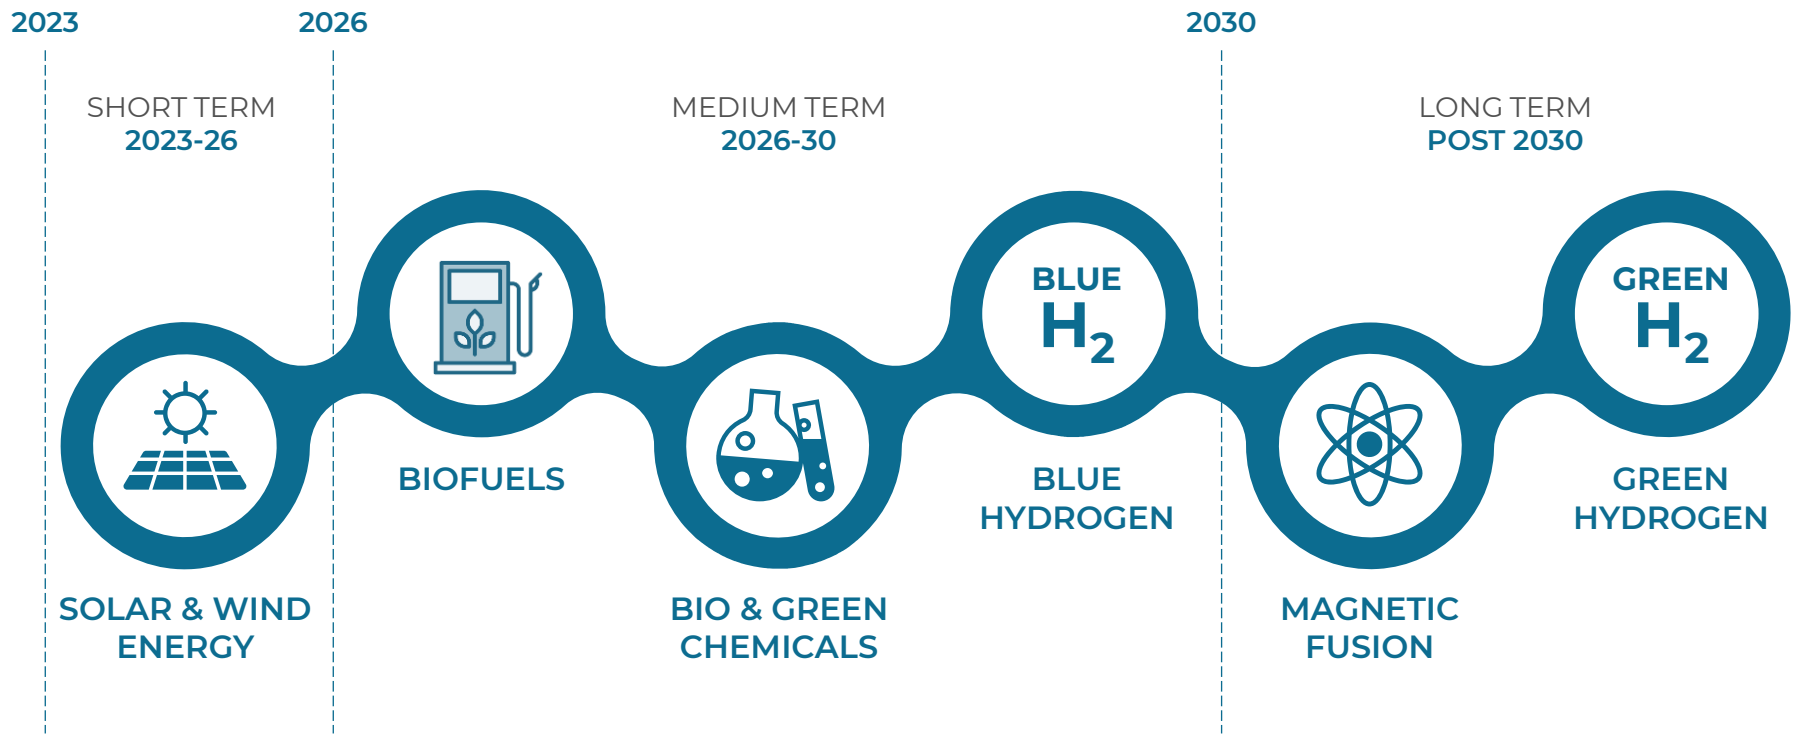 2023
2026
2030
SHORT TERM
2023-26
MEDIUM TERM
2026-30
LONG TERM
POST 2030
SOLAR & WIND
ENERGY
BIOFUELS
BIO & GREEN
CHEMICALS
BLUE
H2
BLUE
HYDROGEN
MAGNETIC
FUSION
GREEN
H2
GREEN
HYDROGEN